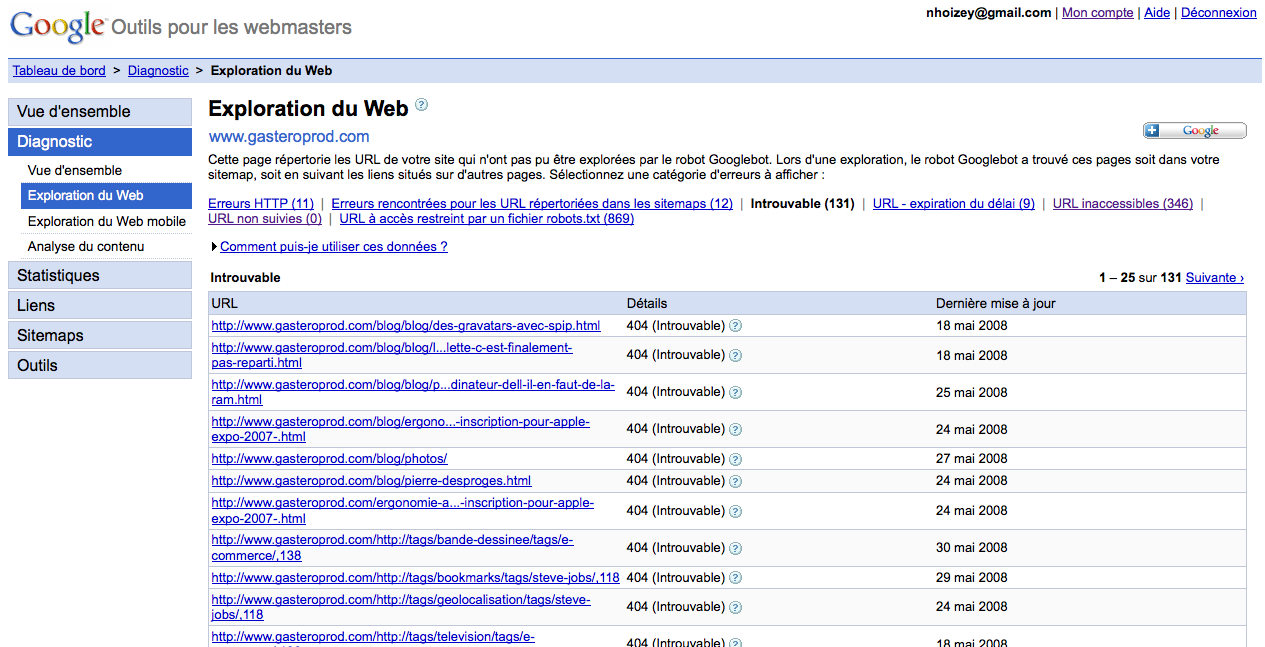 Google Outils pour les webmasters
nhoizey@gmail.com | Mon compte | Aide | Déconnexion
Tableau de bord > Diagnostic > Exploration du Web
Vue d'ensemble
Diagnostic
Vue d'ensemble
Exploration du Web
Exploration du Web mobile
Analyse du contenu
Statistiques
Liens
Sitemaps
Outils
Exploration du Web ?
www.gasteroprod.com
Google
Cette page répertorie les URL de votre site qui n'ont pas pu être explorées par le robot Googlebot. Lors d'une exploration, le robot Googlebot a trouvé ces pages soit dans votre
sitemap, soit en suivant les liens situés sur d'autres pages. Sélectionnez une catégorie d'erreurs à afficher :
Erreurs HTTP (11) | Erreurs rencontrées pour les URL répertoriées dans les sitemaps (12) | Introuvable (131) | URL - expiration du délai (9) | URL inaccessibles (346) |
URL non suivies (0) | URL à accès restreint par un fichier robots.txt (869)
Comment puis-je utiliser ces données ?
Introuvable 1 – 25 sur 131 Suivante ›
URL Détails Dernière mise à jour
http://www.gasteroprod.com/blog/blog/des-gravatars-avec-spip.html 404 (Introuvable) ? 18 mai 2008
http://www.gasteroprod.com/blog/blog/l...lette-c-est-finalement-
pas-reparti.html 404 (Introuvable) ? 18 mai 2008
http://www.gasteroprod.com/blog/blog/p...dinateur-dell-il-en-faut-de-la-
ram.html 404 (Introuvable) ? 25 mai 2008
http://www.gasteroprod.com/blog/ergono...-inscription-pour-apple-
expo-2007-.html 404 (Introuvable) ? 24 mai 2008
http://www.gasteroprod.com/blog/photos/ 404 (Introuvable) ? 27 mai 2008
http://www.gasteroprod.com/blog/pierre-desproges.html 404 (Introuvable) ? 24 mai 2008
http://www.gasteroprod.com/ergonomie-a...-inscription-pour-apple-
expo-2007-.html 404 (Introuvable) ? 24 mai 2008
http://www.gasteroprod.com/http://tags/bande-dessinee/tags/e-
commerce/,138 404 (Introuvable) ? 30 mai 2008
http://www.gasteroprod.com/http://tags/bookmarks/tags/steve-jobs/,118 404 (Introuvable) ? 29 mai 2008
http://www.gasteroprod.com/http://tags/geolocalisation/tags/steve-
jobs/,118 404 (Introuvable) ? 24 mai 2008
http://www.gasteroprod.com/http://tags/television/tags/e-
404 (Introuvable) ? 18 mai 2008